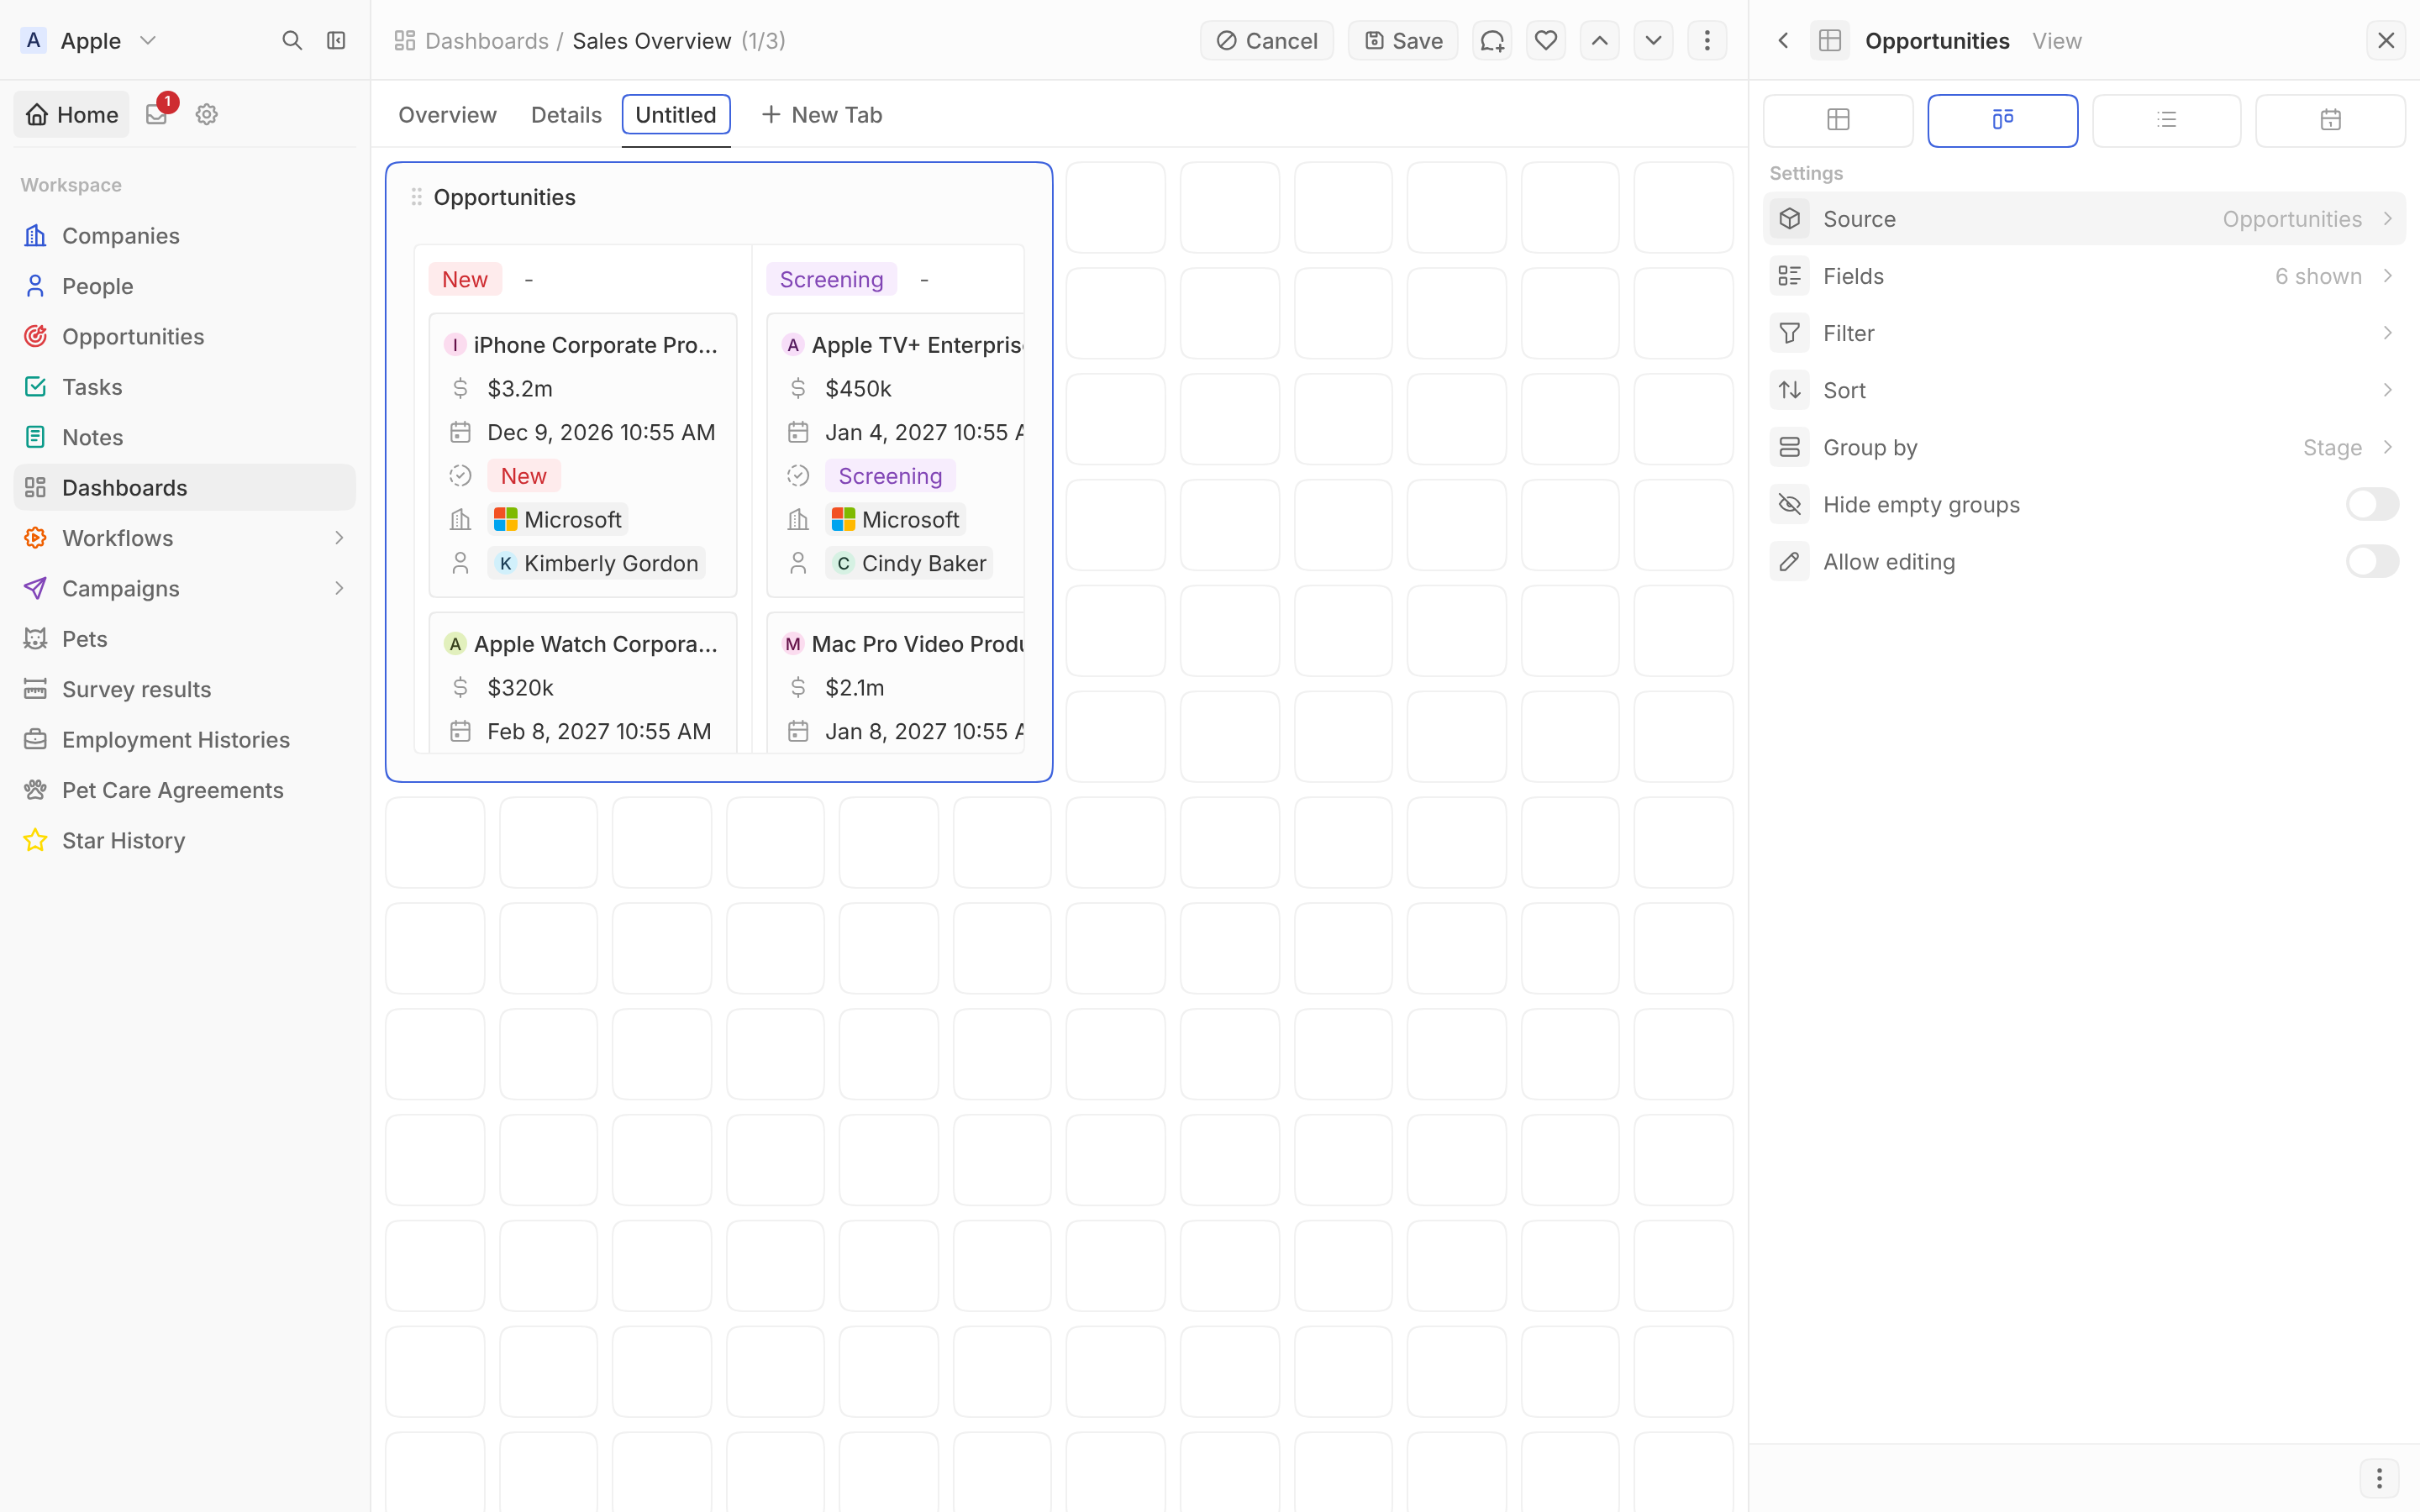 A Apple
Home 1
Workspace
Companies
People
Opportunities
Tasks
Notes
Dashboards
Workflows
Campaigns
Pets
Survey results
Employment Histories
Pet Care Agreements
Star History
Dashboards / Sales Overview (1/3)
Cancel
Save
Overview
Details
Untitled
New Tab
Opportunities
New -
I iPhone Corporate Pro...
$3.2m
Dec 9, 2026 10:55 AM
New
Microsoft
K Kimberly Gordon
A Apple Watch Corpora...
$320k
Feb 8, 2027 10:55 AM
Screening -
A Apple TV+ Enterpris
$450k
Jan 4, 2027 10:55 A
Screening
Microsoft
C Cindy Baker
M Mac Pro Video Produ
$2.1m
Jan 8, 2027 10:55 A
Opportunities View
1
Settings
Source Opportunities
Fields 6 shown
Filter
Sort
Group by Stage
Hide empty groups
Allow editing